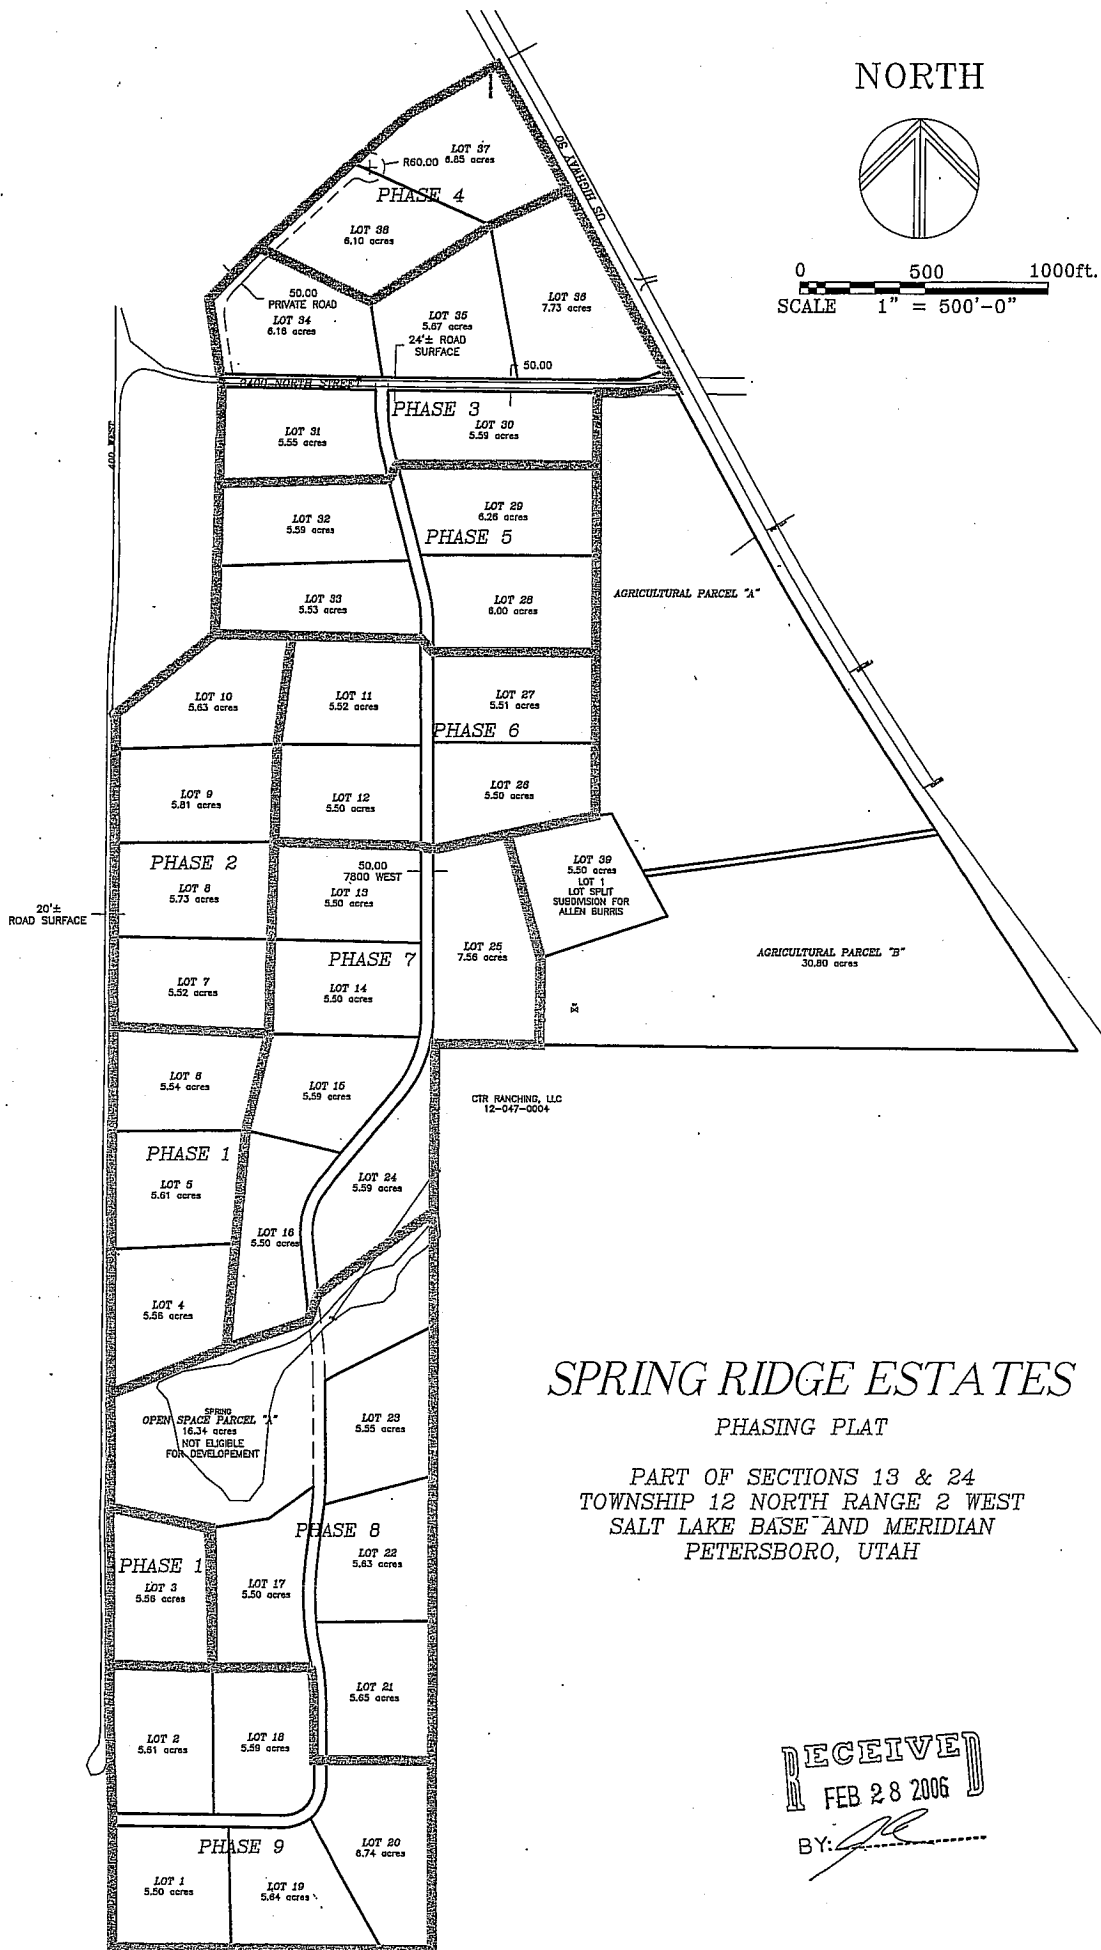 NORTH
0 500 1000ft.
SCALE 1" = 500'-0"
US HIGHWAY 30
LOT 37
6.85 acres
R60.00
PHASE 4
LOT 38
6.10 acres
50.00
PRIVATE ROAD
LOT 34
6.16 acres
LOT 35
5.67 acres
24'± ROAD
SURFACE
LOT 36
7.73 acres
50.00
2400 NORTH STREET
PHASE 3
LOT 31
5.55 acres
LOT 30
5.59 acres
400 WEST
LOT 32
5.59 acres
LOT 29
6.26 acres
PHASE 5
LOT 33
5.53 acres
LOT 28
6.00 acres
AGRICULTURAL PARCEL "A"
LOT 10
5.63 acres
LOT 11
5.52 acres
LOT 27
5.51 acres
PHASE 6
LOT 9
5.81 acres
LOT 12
5.50 acres
LOT 26
5.50 acres
PHASE 2
LOT 8
5.73 acres
50.00
7800 WEST
LOT 13
5.50 acres
LOT 39
5.50 acres
LOT 1
LOT SPLIT
SUBDIVISION FOR
ALLEN BURRIS
20'±
ROAD SURFACE
LOT 25
7.56 acres
AGRICULTURAL PARCEL "B"
30.80 acres
PHASE 7
LOT 7
5.52 acres
LOT 14
5.50 acres
LOT 6
5.54 acres
LOT 15
5.59 acres
CTR RANCHING, LLC
12-047-0004
PHASE 1
LOT 5
5.61 acres
LOT 24
5.59 acres
LOT 16
5.50 acres
LOT 4
5.56 acres
SPRING RIDGE ESTATES
PHASING PLAT
PART OF SECTIONS 13 & 24
TOWNSHIP 12 NORTH RANGE 2 WEST
SALT LAKE BASE AND MERIDIAN
PETERSBORO, UTAH
SPRING
OPEN SPACE PARCEL "A"
16.34 acres
NOT ELIGIBLE
FOR DEVELOPEMENT
LOT 23
5.55 acres
PHASE 8
LOT 22
5.63 acres
PHASE 1
LOT 3
5.56 acres
LOT 17
5.50 acres
LOT 21
5.65 acres
LOT 2
5.61 acres
LOT 18
5.59 acres
PHASE 9
LOT 20
6.74 acres
LOT 1
5.50 acres
LOT 19
5.64 acres
RECEIVED
FEB 28 2006
BY: